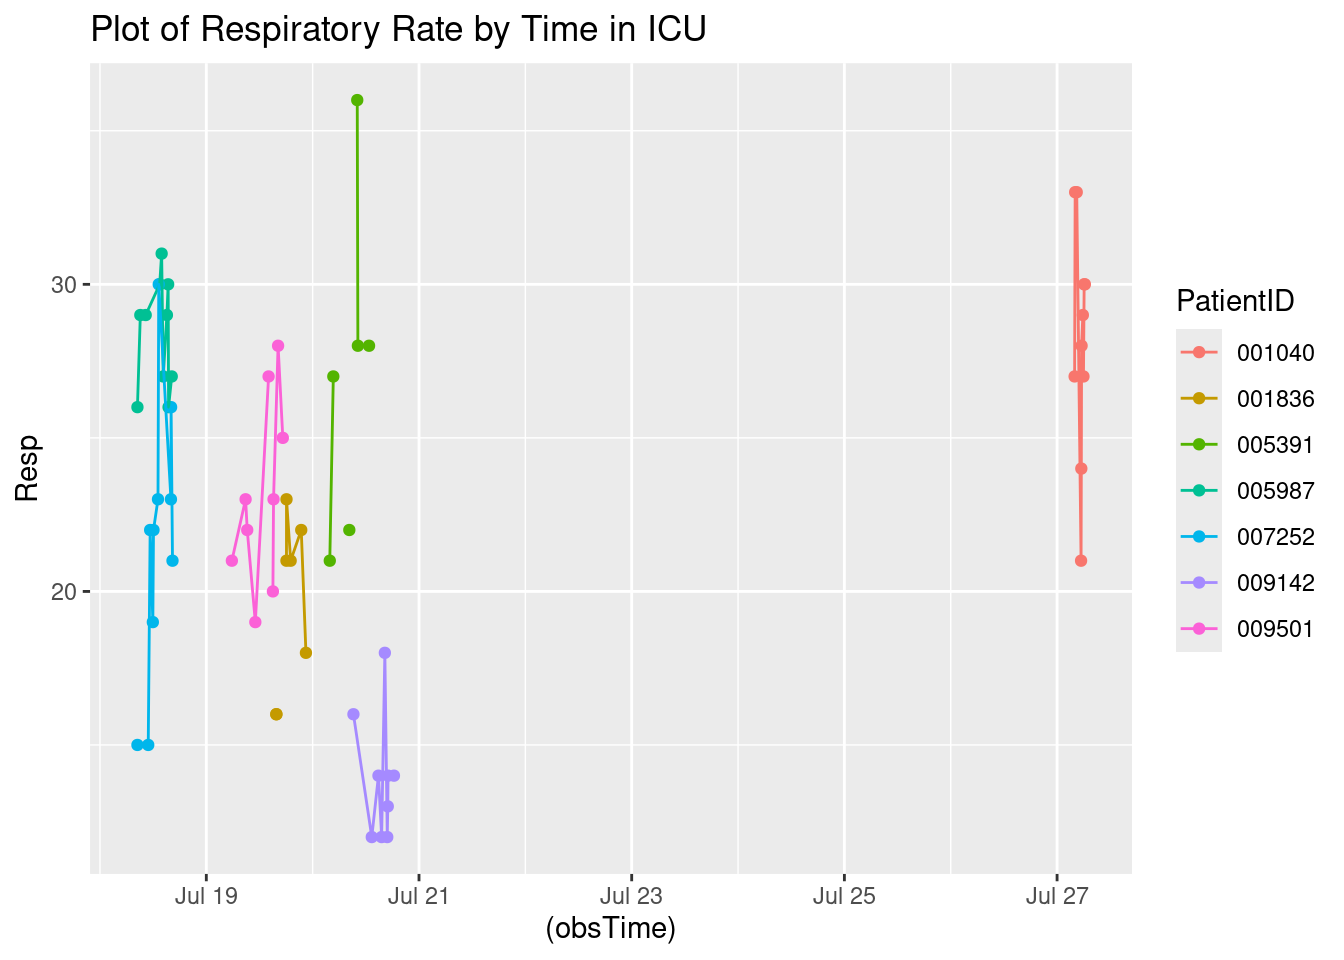 Plot of Respiratory Rate by Time in ICU
30
20
Resp
Jul 19 Jul 21 Jul 23 Jul 25 Jul 27
(obsTime)
PatientID
001040
001836
005391
005987
007252
009142
009501